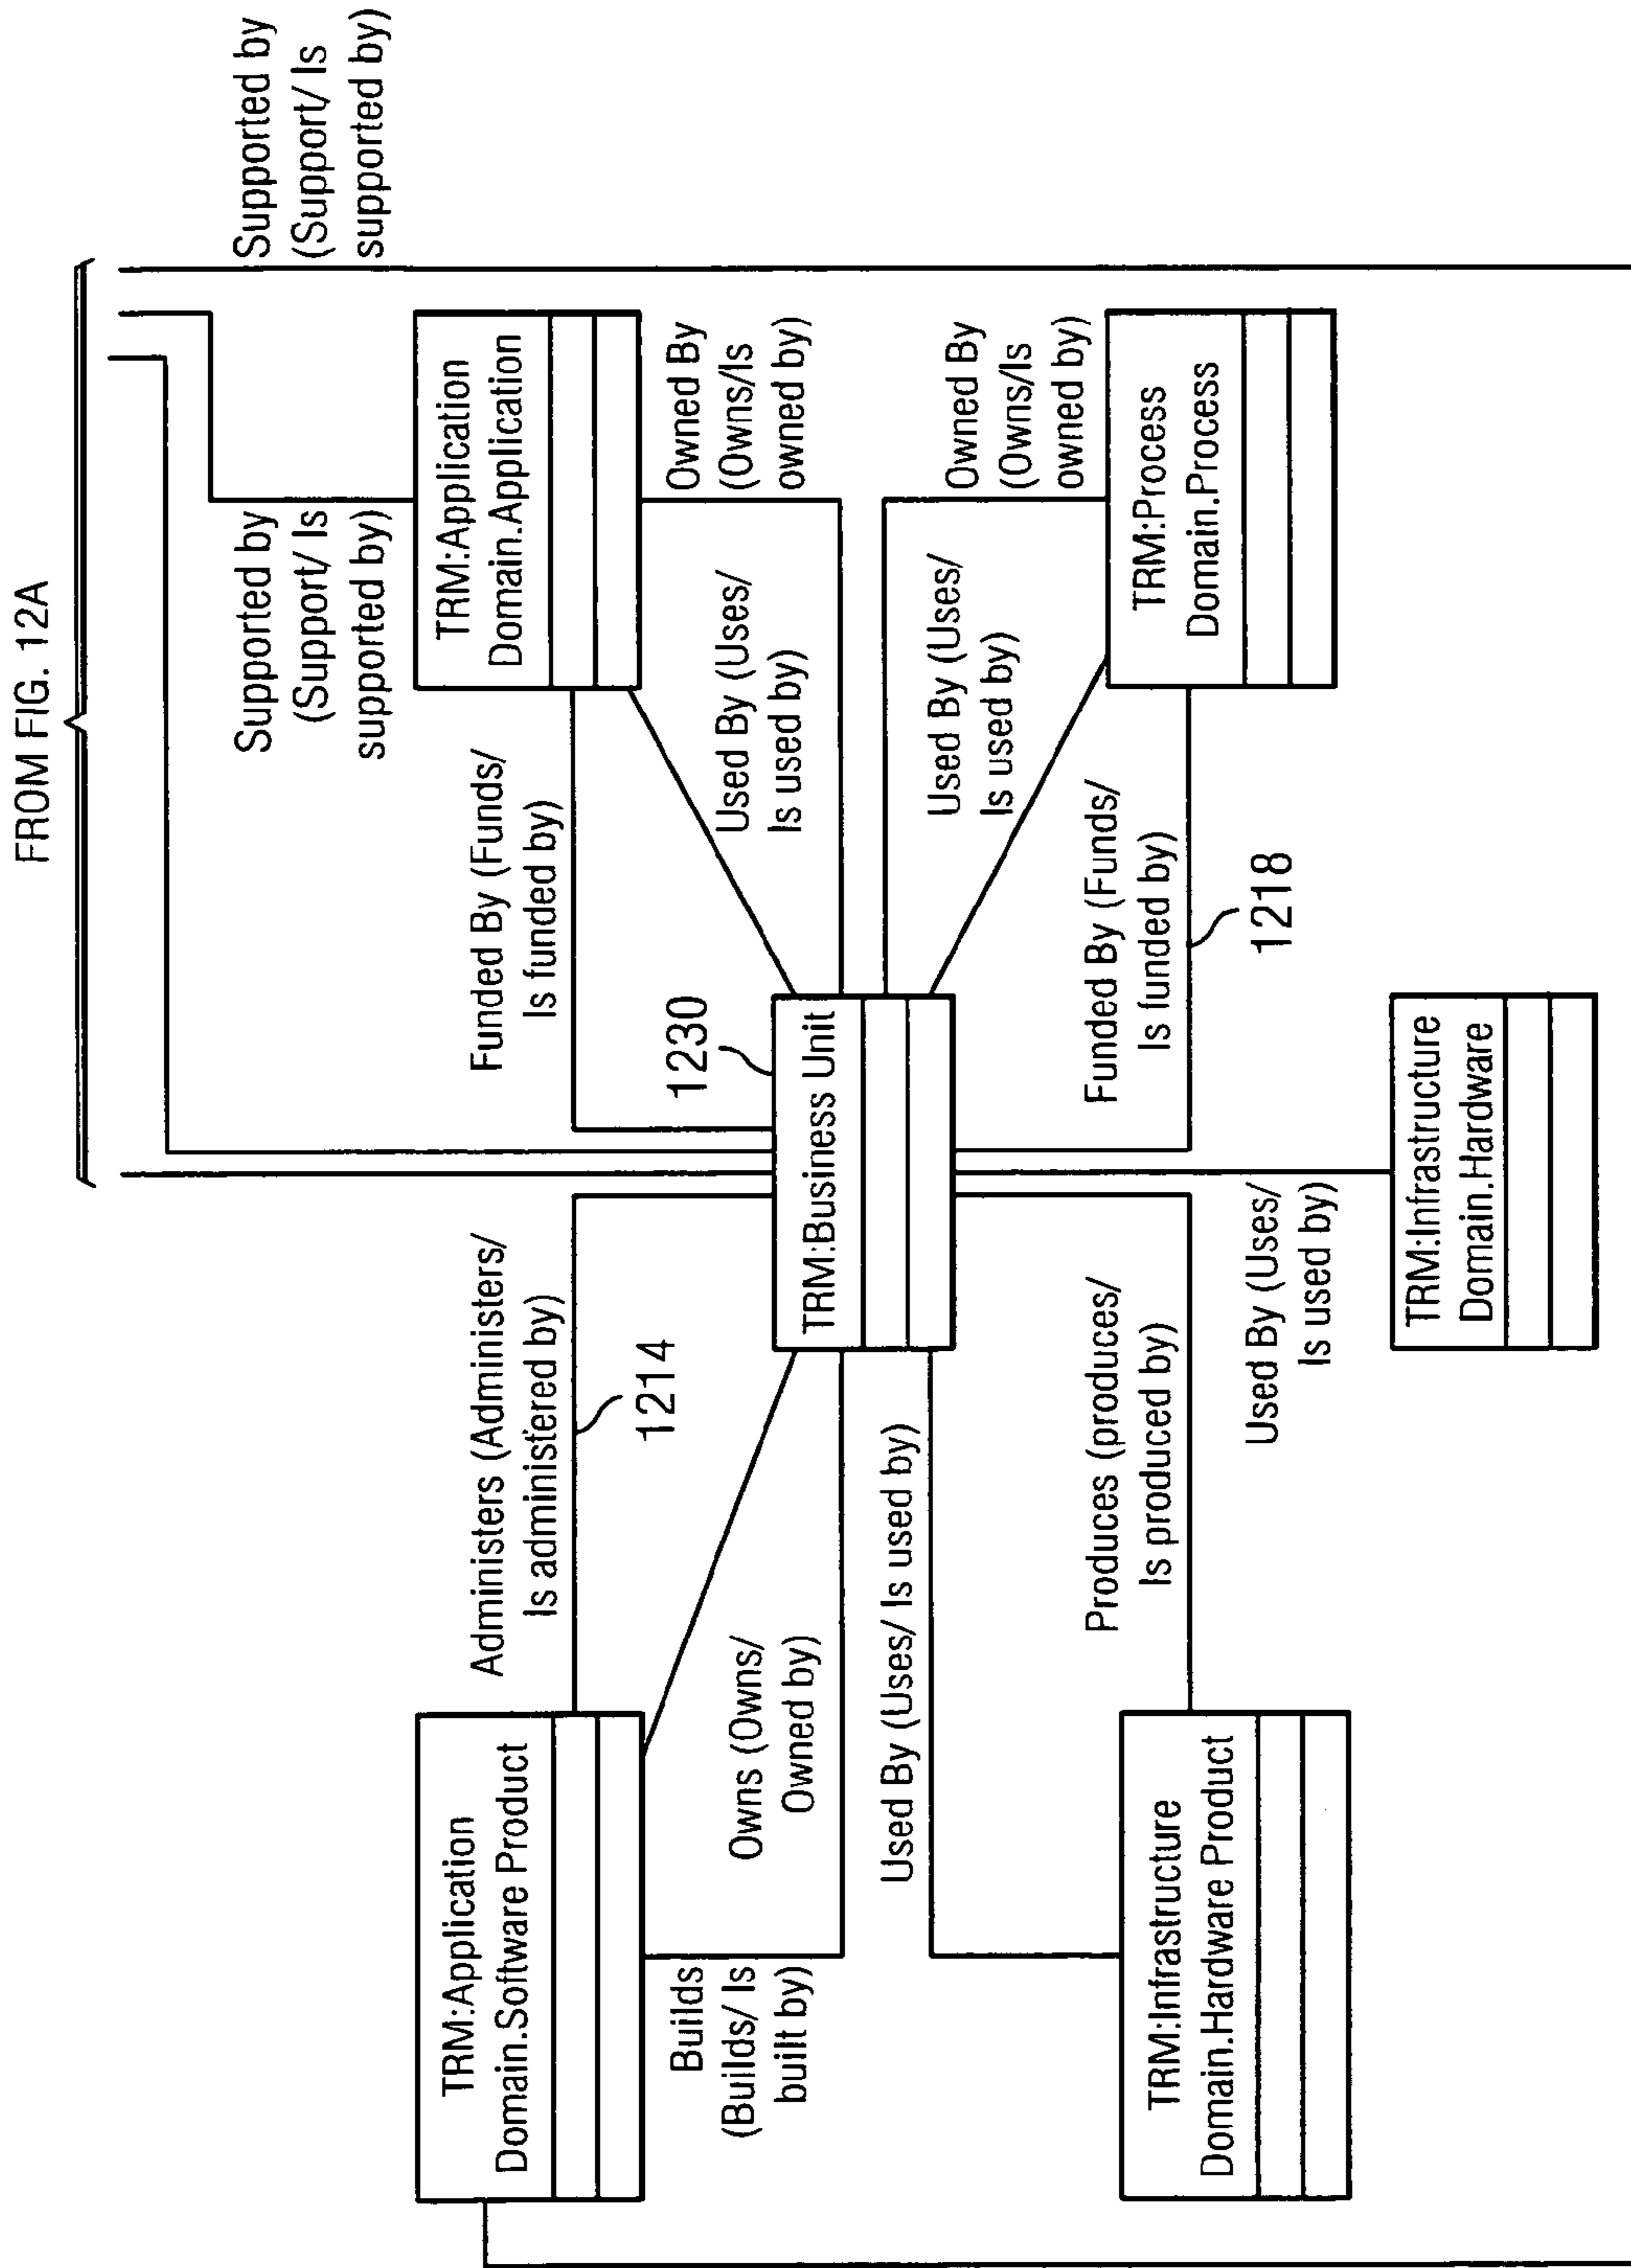 FROM FIG. 12A
Supported by
(Support/ Is
supported by)
Supported by
(Support/ Is
supported by)
TRM:Application
Domain.Software Product
Administers (Administers/
Is administered by)
1214
Funded By (Funds/
Is funded by)
TRM:Application
Domain.Application
Builds
(Builds/ Is
built by)
Owns (Owns/
Owned by)
1230
TRM:Business Unit
Used By (Uses/
Is used by)
Owned By
(Owns/Is
owned by)
Used By (Uses/ Is used by)
Used By (Uses/
Is used by)
Owned By
(Owns/Is
owned by)
TRM:Infrastructure
Domain.Hardware Product
Produces (produces/
Is produced by)
Funded By (Funds/
Is funded by)
1218
TRM:Process
Domain.Process
Used By (Uses/
Is used by)
TRM:Infrastructure
Domain.Hardware